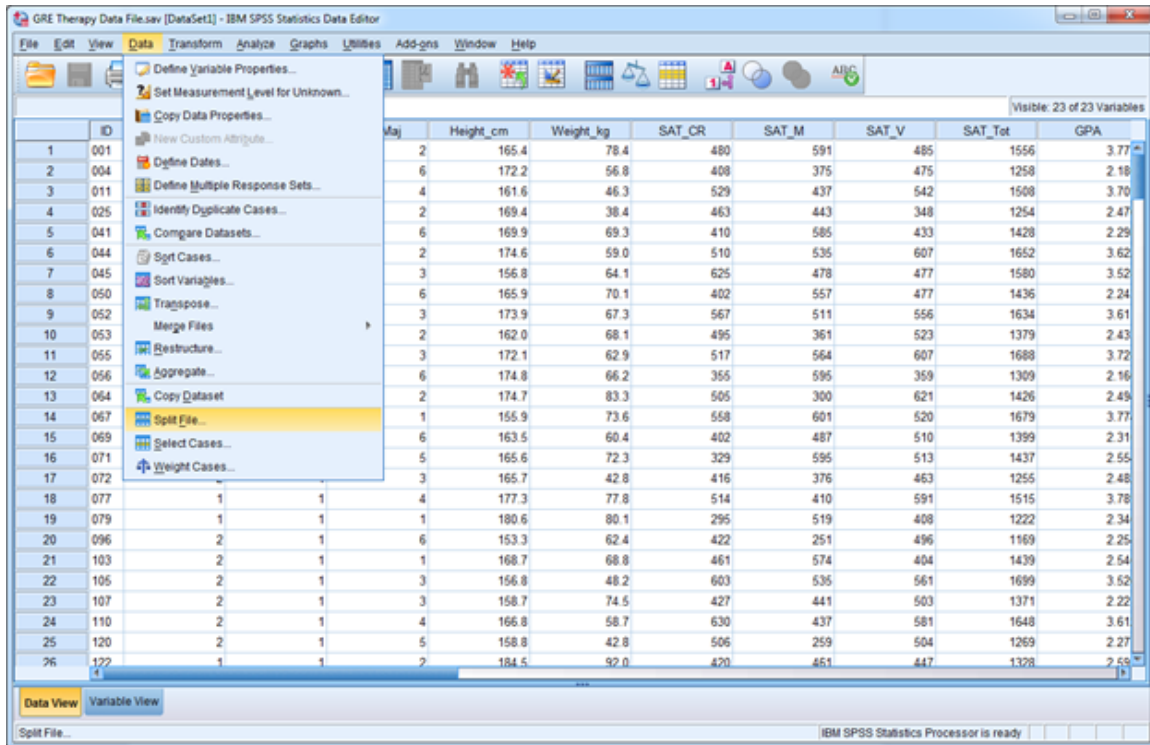 GRE Therapy Data File.sav [DataSet1] - IBM SPSS Statistics Data Editor
File Edit View Data Transform Analyze Graphs Utilities Add-ons Window Help
Define Variable Properties...
Set Measurement Level for Unknown...
Copy Data Properties...
New Custom Attribute...
Define Dates...
Define Multiple Response Sets...
Identify Duplicate Cases...
Compare Datasets...
Sort Cases...
Sort Variables...
Transpose...
Merge Files
Restructure...
Aggregate...
Copy Dataset
Split File...
Select Cases...
Weight Cases...
Visible: 23 of 23 Variables
ID Maj Height_cm Weight_kg SAT_CR SAT_M SAT_V SAT_Tot GPA
1 001 2 165.4 78.4 480 591 485 1556 3.77
2 004 6 172.2 56.8 408 375 475 1258 2.18
3 011 4 161.6 46.3 529 437 542 1508 3.70
4 025 2 169.4 38.4 463 443 348 1254 2.47
5 041 6 169.9 69.3 410 585 433 1428 2.29
6 044 2 174.6 59.0 510 535 607 1652 3.62
7 045 3 156.8 64.1 625 478 477 1580 3.52
8 050 6 165.9 70.1 402 557 477 1436 2.24
9 052 3 173.9 67.3 567 511 556 1634 3.61
10 053 2 162.0 68.1 495 361 523 1379 2.43
11 055 3 172.1 62.9 517 564 607 1688 3.72
12 056 6 174.8 66.2 355 595 359 1309 2.16
13 064 2 174.7 83.3 505 300 621 1426 2.49
14 067 1 155.9 73.6 558 601 520 1679 3.77
15 069 6 163.5 60.4 402 487 510 1399 2.31
16 071 5 165.6 72.3 329 595 513 1437 2.55
17 072 3 165.7 42.8 416 376 463 1255 2.48
18 077 1 1 4 177.3 77.8 514 410 591 1515 3.78
19 079 1 1 1 180.6 80.1 295 519 408 1222 2.34
20 096 2 1 6 153.3 62.4 422 251 496 1169 2.25
21 103 2 1 1 168.7 68.8 461 574 404 1439 2.54
22 105 2 1 3 156.8 48.2 603 535 561 1699 3.52
23 107 2 1 3 158.7 74.5 427 441 503 1371 2.22
24 110 2 1 4 166.8 58.7 630 437 581 1648 3.61
25 120 2 1 5 158.8 42.8 506 259 504 1269 2.27
26 122 1 1 2 184.5 92.0 420 461 447 1328 2.59
Data View Variable View
Split File... IBM SPSS Statistics Processor is ready